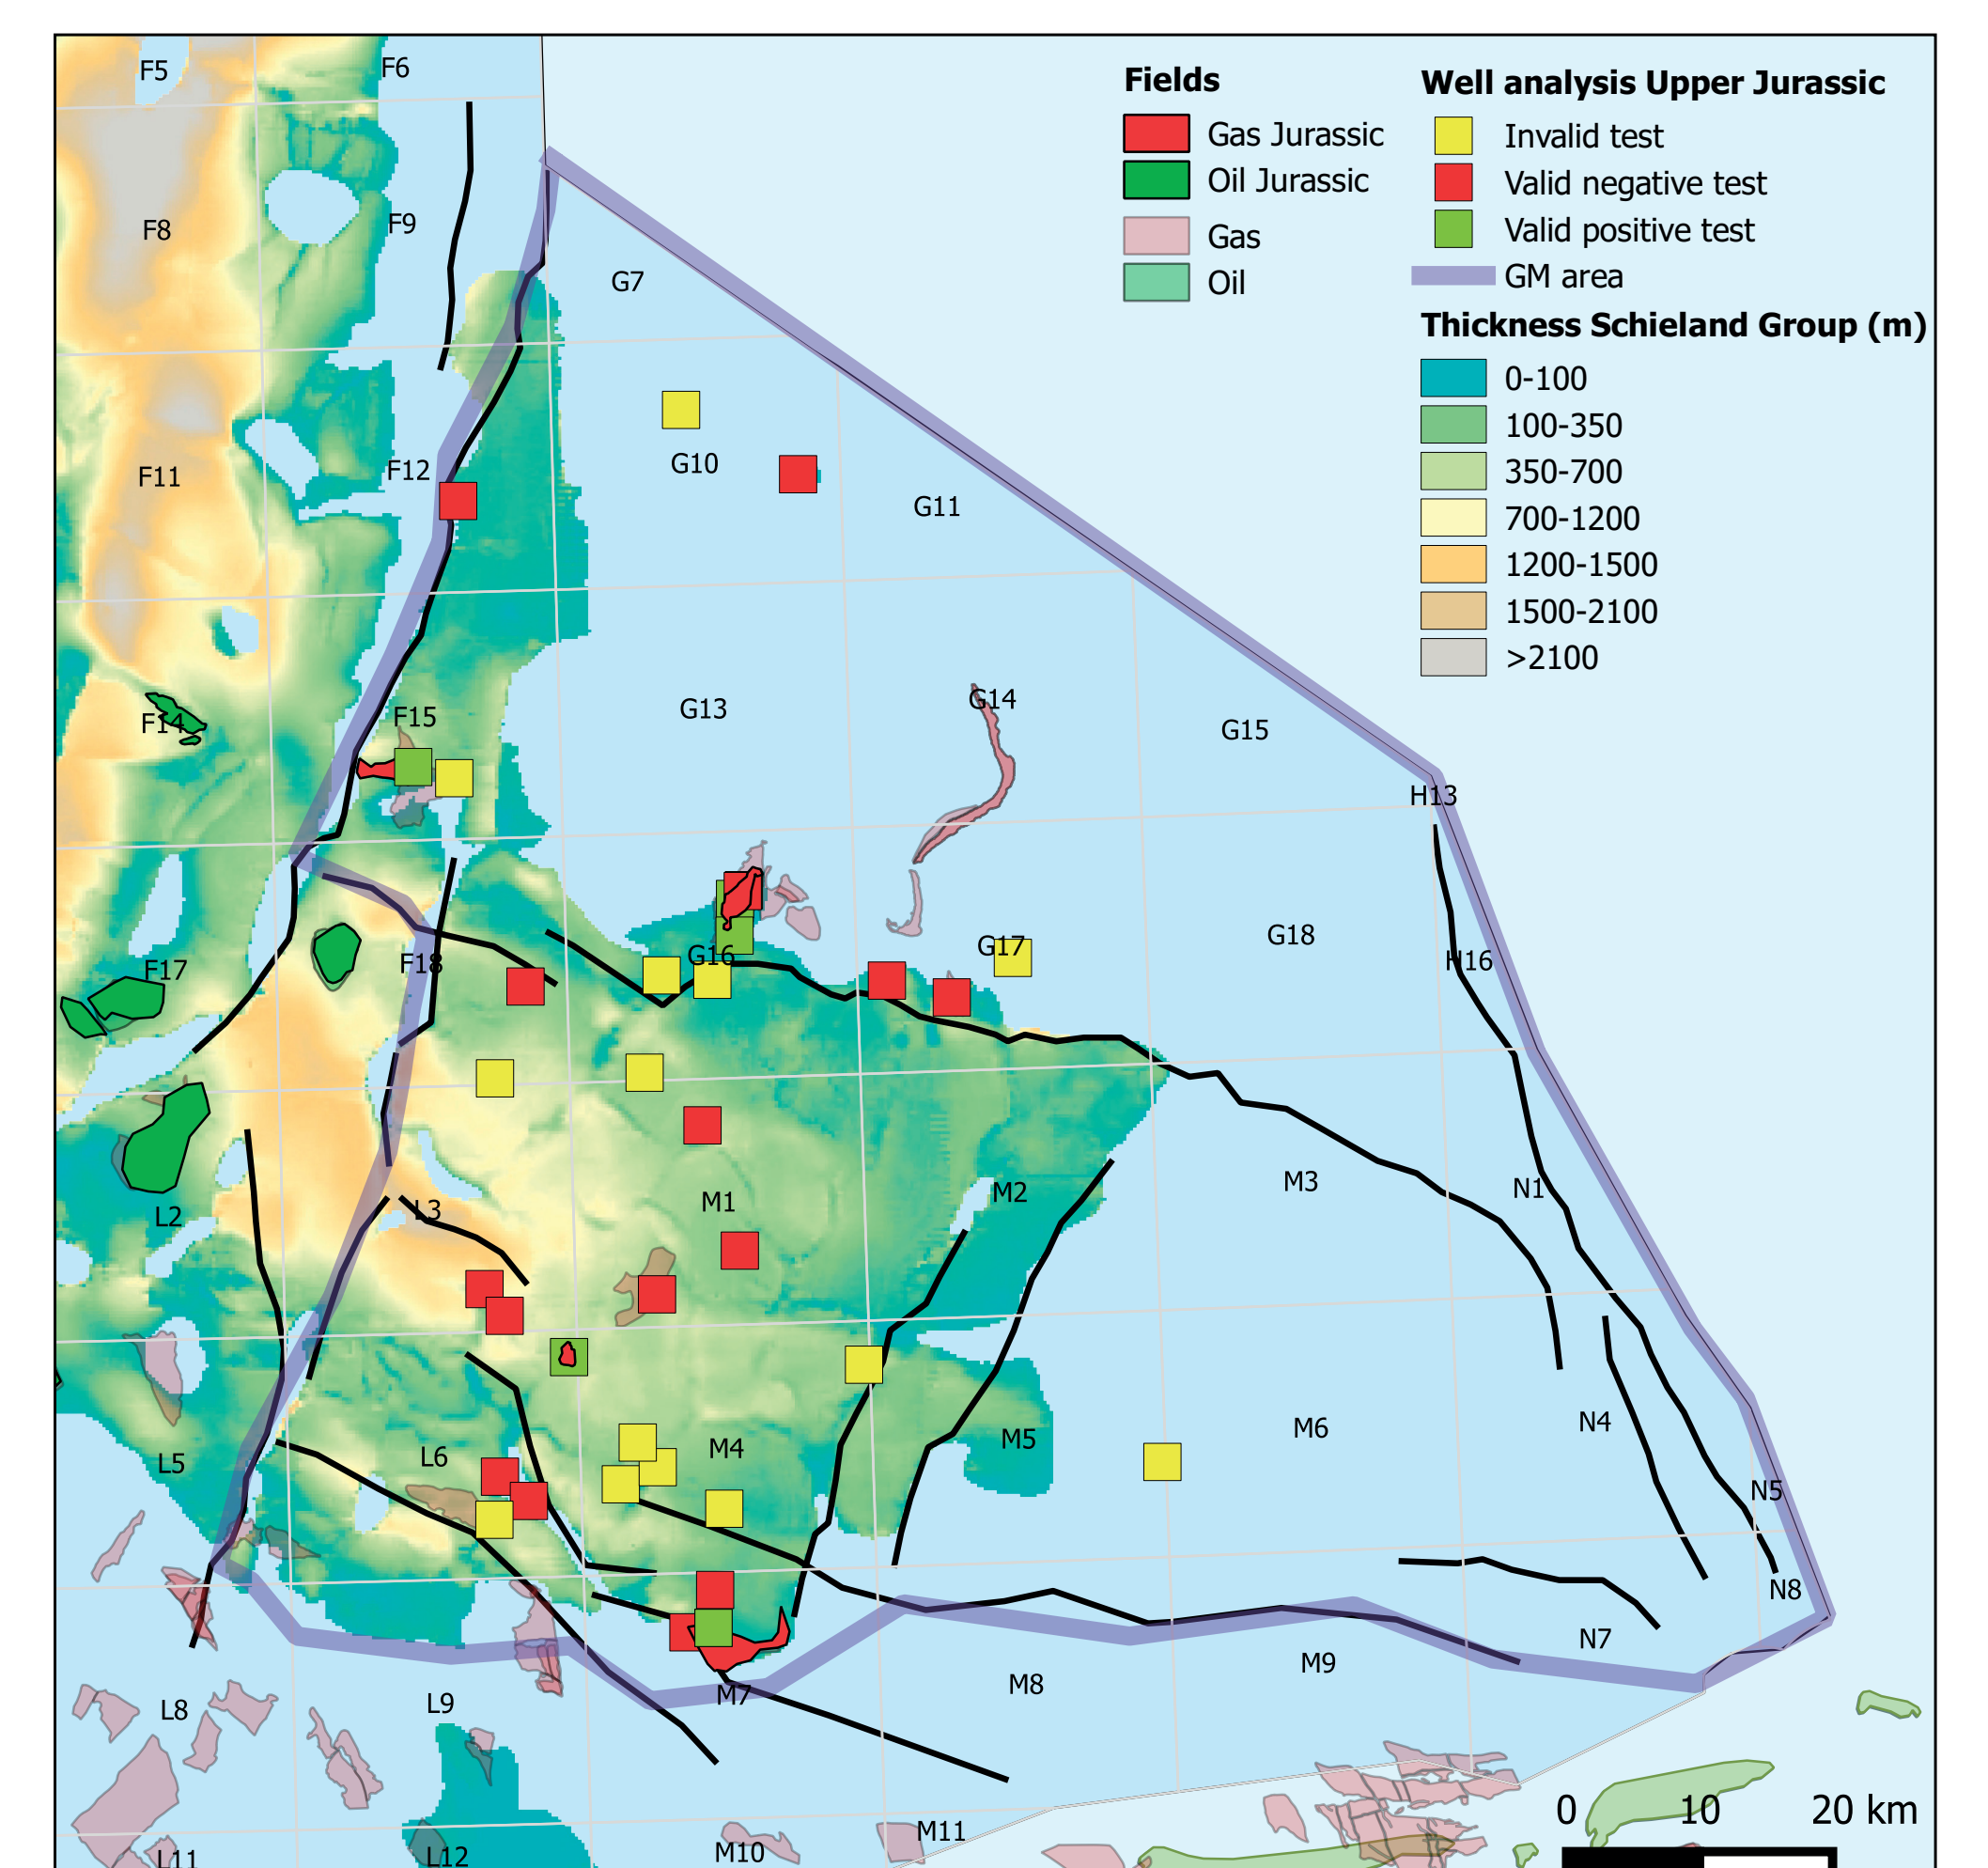 Fields
Gas Jurassic
Oil Jurassic
Gas
Oil
Well analysis Upper Jurassic
Invalid test
Valid negative test
Valid positive test
GM area
Thickness Schieland Group (m)
0-100
100-350
350-700
700-1200
1200-1500
1500-2100
>2100
F5
F6
F8
F9
G7
F11
F12
G10
G11
F14
F15
G13
G14
G15
H13
F17
F18
G16
G17
G18
H16
L2
L3
M1
M2
M3
N1
L5
L6
M4
M5
M6
N4
N5
L8
L9
M7
M8
M9
N7
N8
L11
L12
M10
M11
0 10 20 km